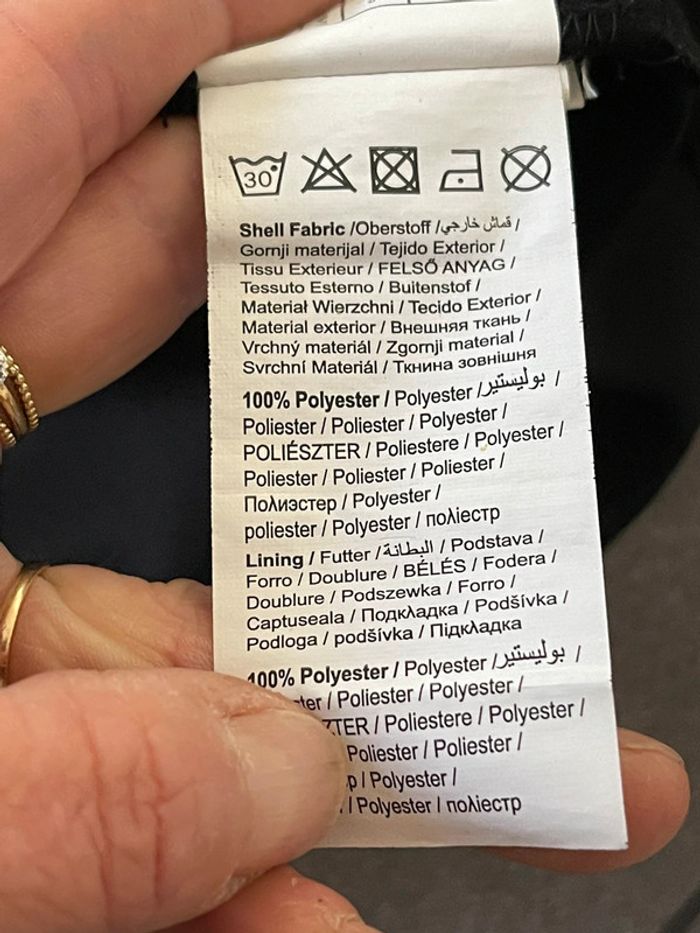 30°
Shell Fabric /Oberstoff /قماش خارجي /
Gornji materijal / Tejido Exterior /
Tissu Exterieur / FELSŐ ANYAG /
Tessuto Esterno / Buitenstof /
Materiał Wierzchni / Tecido Exterior /
Material exterior / Внешняя ткань /
Vrchný materiál / Zgornji material /
Svrchní Materiál / Ткнина зовнішня
100% Polyester / Polyester /بوليستير /
Poliester / Poliester / Polyester /
POLIÉSZTER / Poliestere / Polyester /
Poliester / Poliester / Poliester /
Полиэстер / Polyester /
poliester / Polyester / поліестр
Lining / Futter /البطانة / Podstava /
Forro / Doublure / BÉLÉS / Fodera /
Doublure / Podszewka / Forro /
Captuseala / Подкладка / Podšívka /
Podloga / podšívka / Підкладка
100% Polyester / Polyester /بوليستير /
ter / Poliester / Polyester /
ZTER / Poliestere / Polyester /
Poliester / Poliester /
р / Polyester /
/ Polyester / поліестр